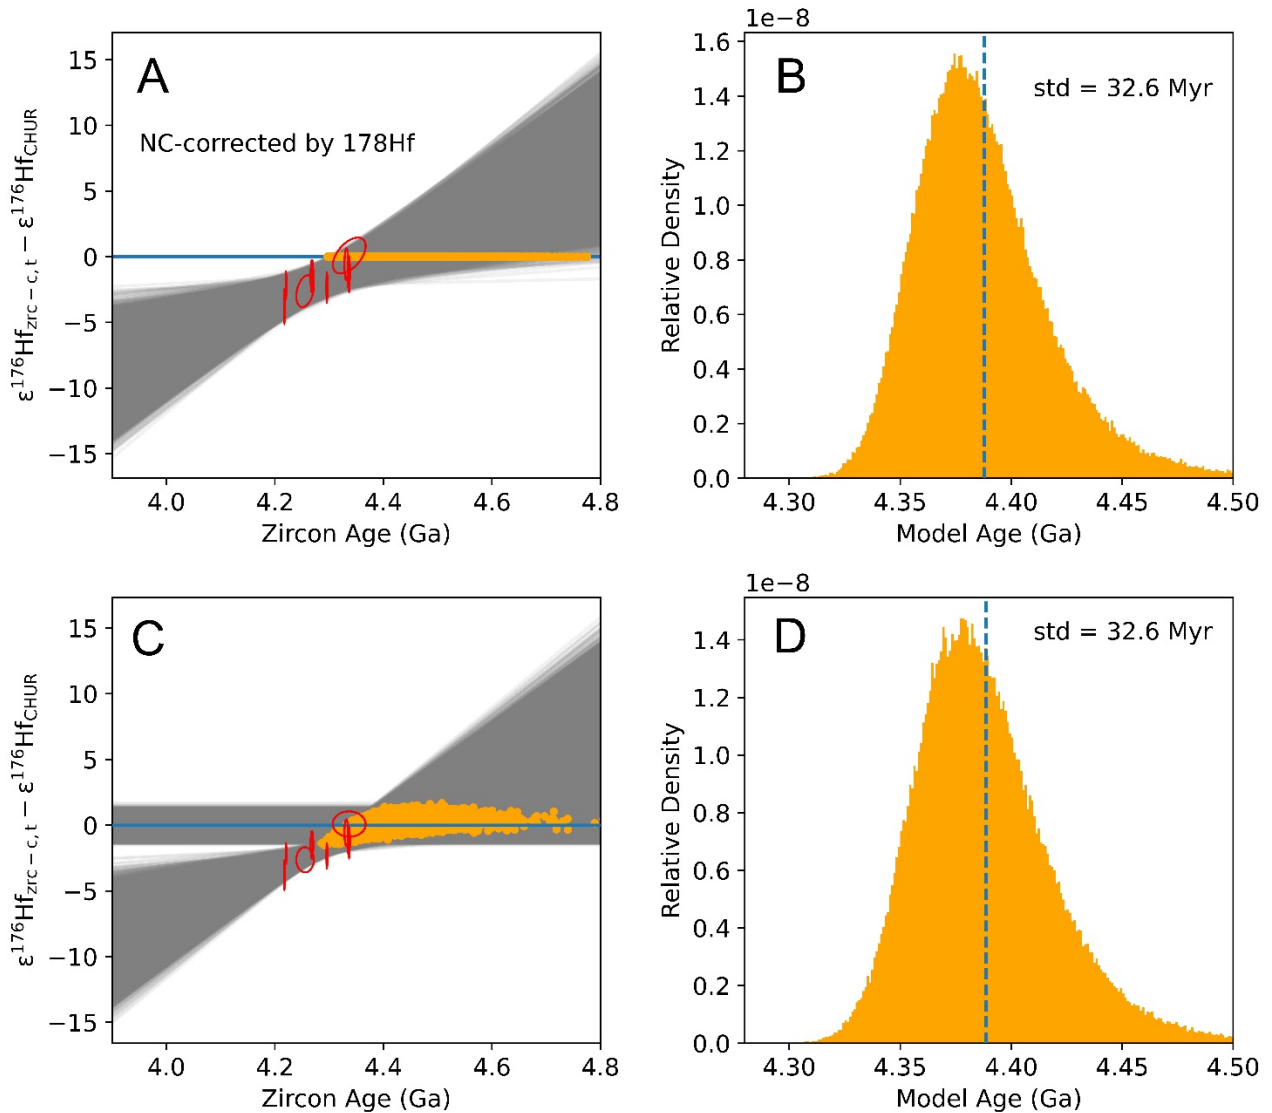 A
NC-corrected by 178Hf
15
10
5
0
−5
−10
−15
ε¹⁷⁶Hf_zrc−c,t − ε¹⁷⁶Hf_CHUR
4.0 4.2 4.4 4.6 4.8
Zircon Age (Ga)
1e−8
B
std = 32.6 Myr
1.6
1.4
1.2
1.0
0.8
0.6
0.4
0.2
0.0
Relative Density
4.30 4.35 4.40 4.45 4.50
Model Age (Ga)
C
15
10
5
0
−5
−10
−15
ε¹⁷⁶Hf_zrc−c,t − ε¹⁷⁶Hf_CHUR
4.0 4.2 4.4 4.6 4.8
Zircon Age (Ga)
1e−8
D
std = 32.6 Myr
1.4
1.2
1.0
0.8
0.6
0.4
0.2
0.0
Relative Density
4.30 4.35 4.40 4.45 4.50
Model Age (Ga)